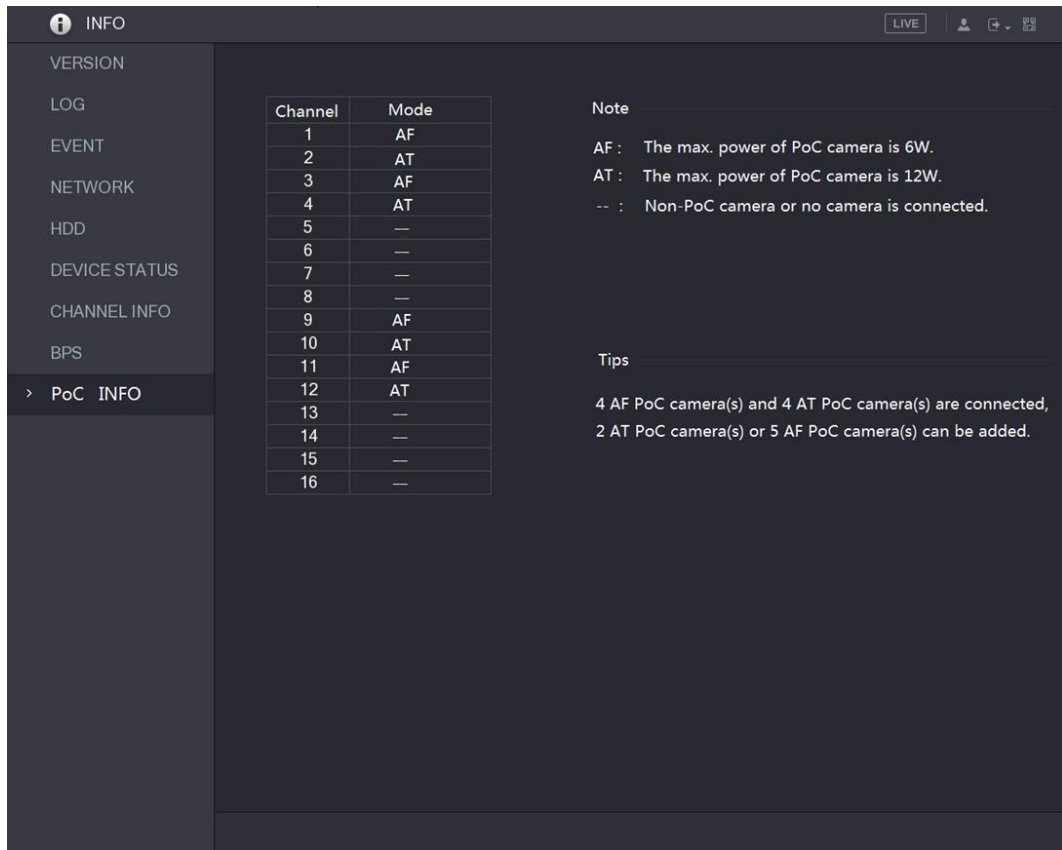 INFO
LIVE
VERSION
LOG
EVENT
NETWORK
HDD
DEVICE STATUS
CHANNEL INFO
BPS
> PoC INFO
Channel Mode
1 AF
2 AT
3 AF
4 AT
5 --
6 --
7 --
8 --
9 AF
10 AT
11 AF
12 AT
13 --
14 --
15 --
16 --
Note
AF : The max. power of PoC camera is 6W.
AT : The max. power of PoC camera is 12W.
-- : Non-PoC camera or no camera is connected.
Tips
4 AF PoC camera(s) and 4 AT PoC camera(s) are connected,
2 AT PoC camera(s) or 5 AF PoC camera(s) can be added.